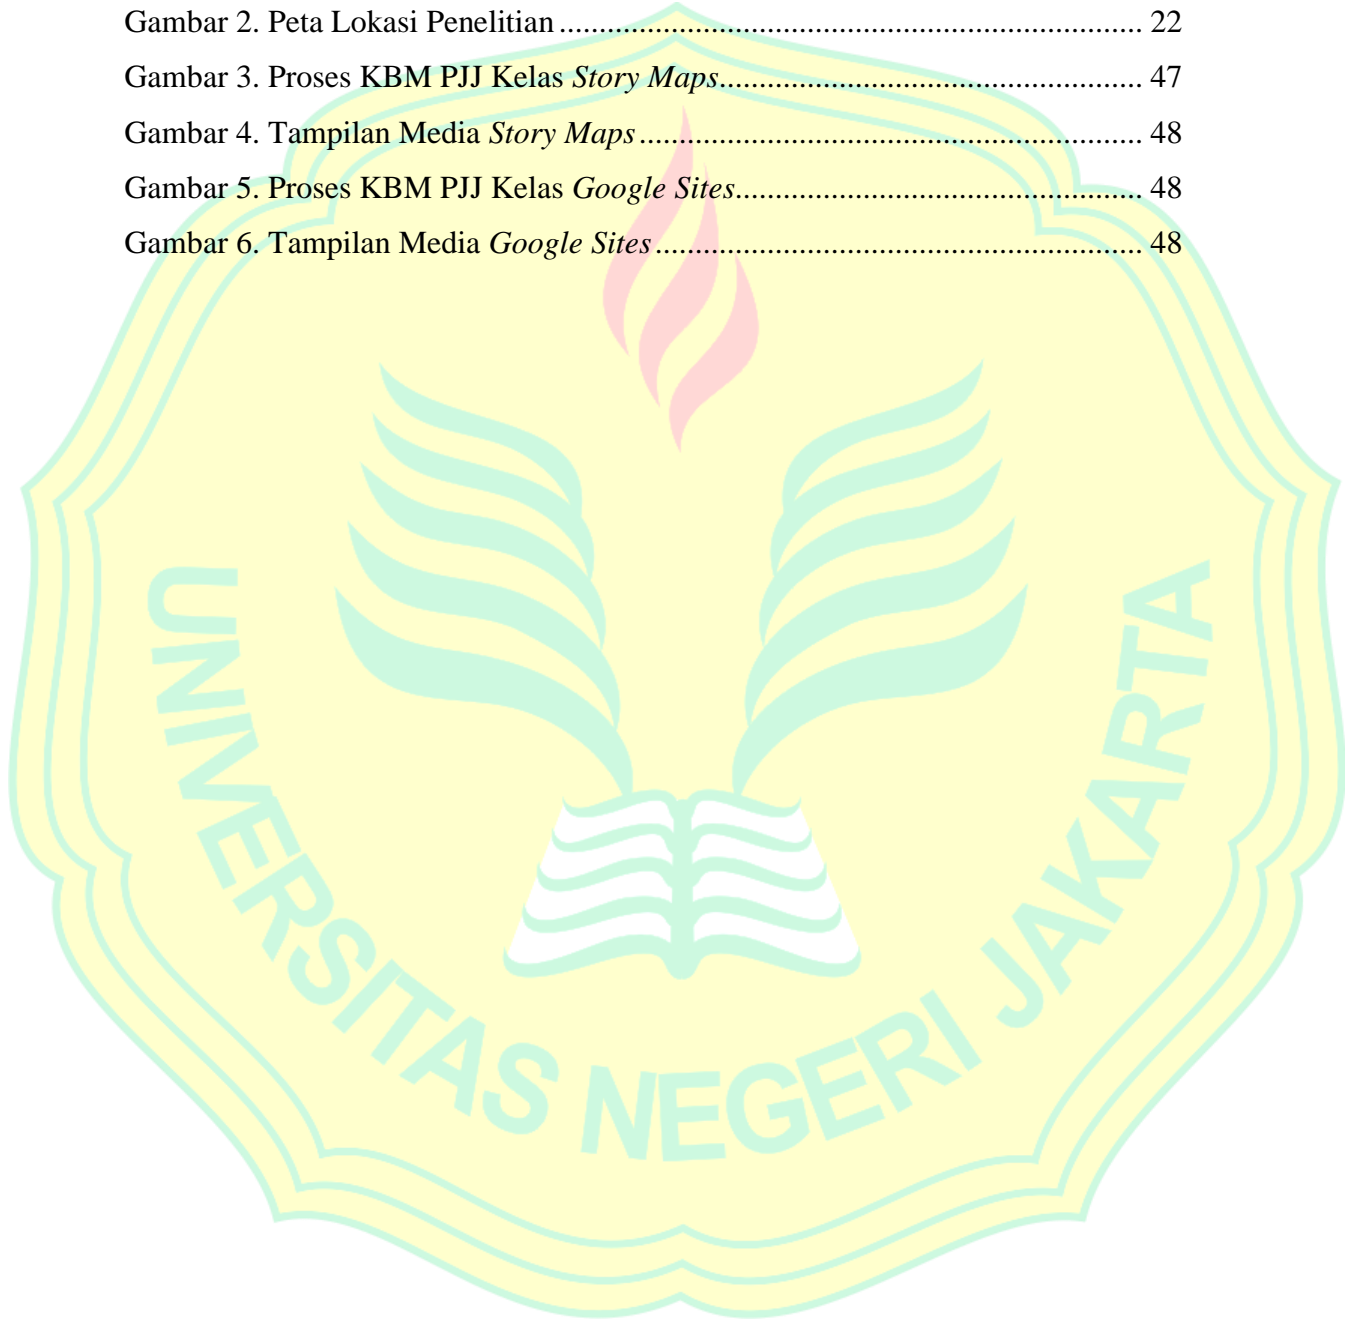 Gambar 2. Peta Lokasi Penelitian ........................................................................ 22
Gambar 3. Proses KBM PJJ Kelas Story Maps.................................................... 47
Gambar 4. Tampilan Media Story Maps .............................................................. 48
Gambar 5. Proses KBM PJJ Kelas Google Sites.................................................. 48
Gambar 6. Tampilan Media Google Sites ............................................................ 48
UNIVERSITAS NEGERI JAKARTA